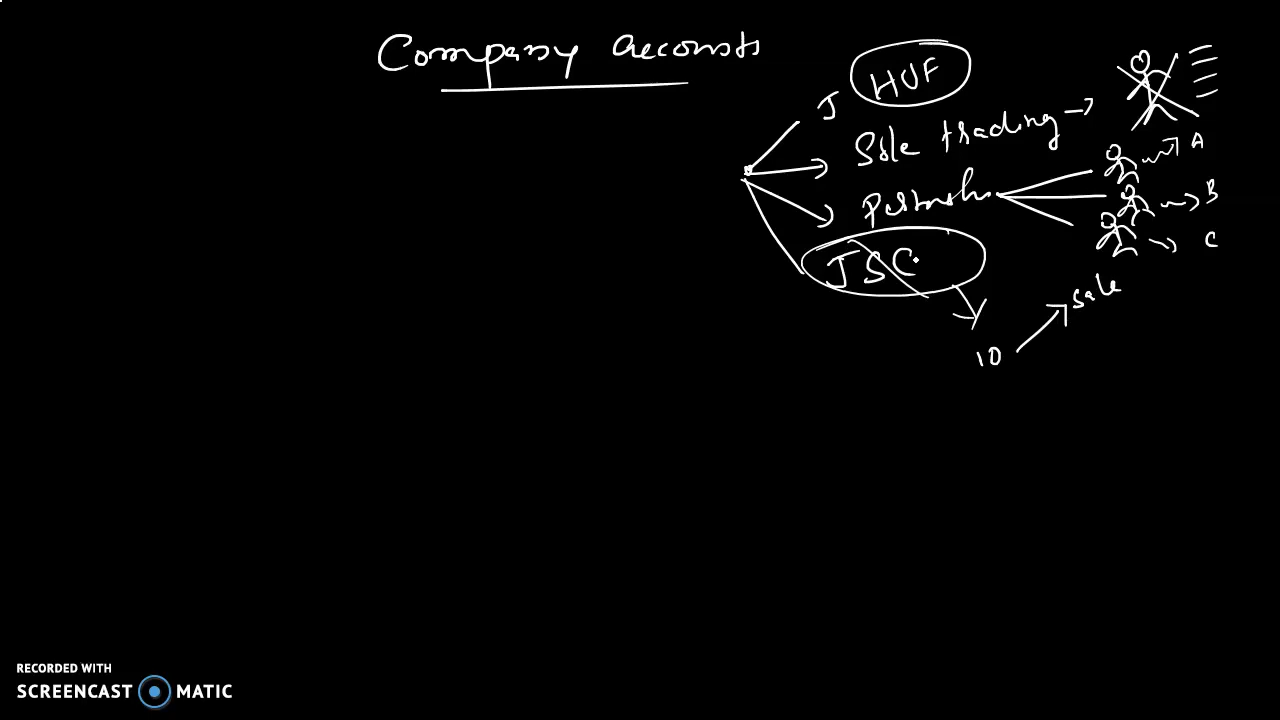 Company Accounts
J HUF
Sole trading
A
B
JSC
C
sale
10
RECORDED WITH
SCREENCAST MATIC